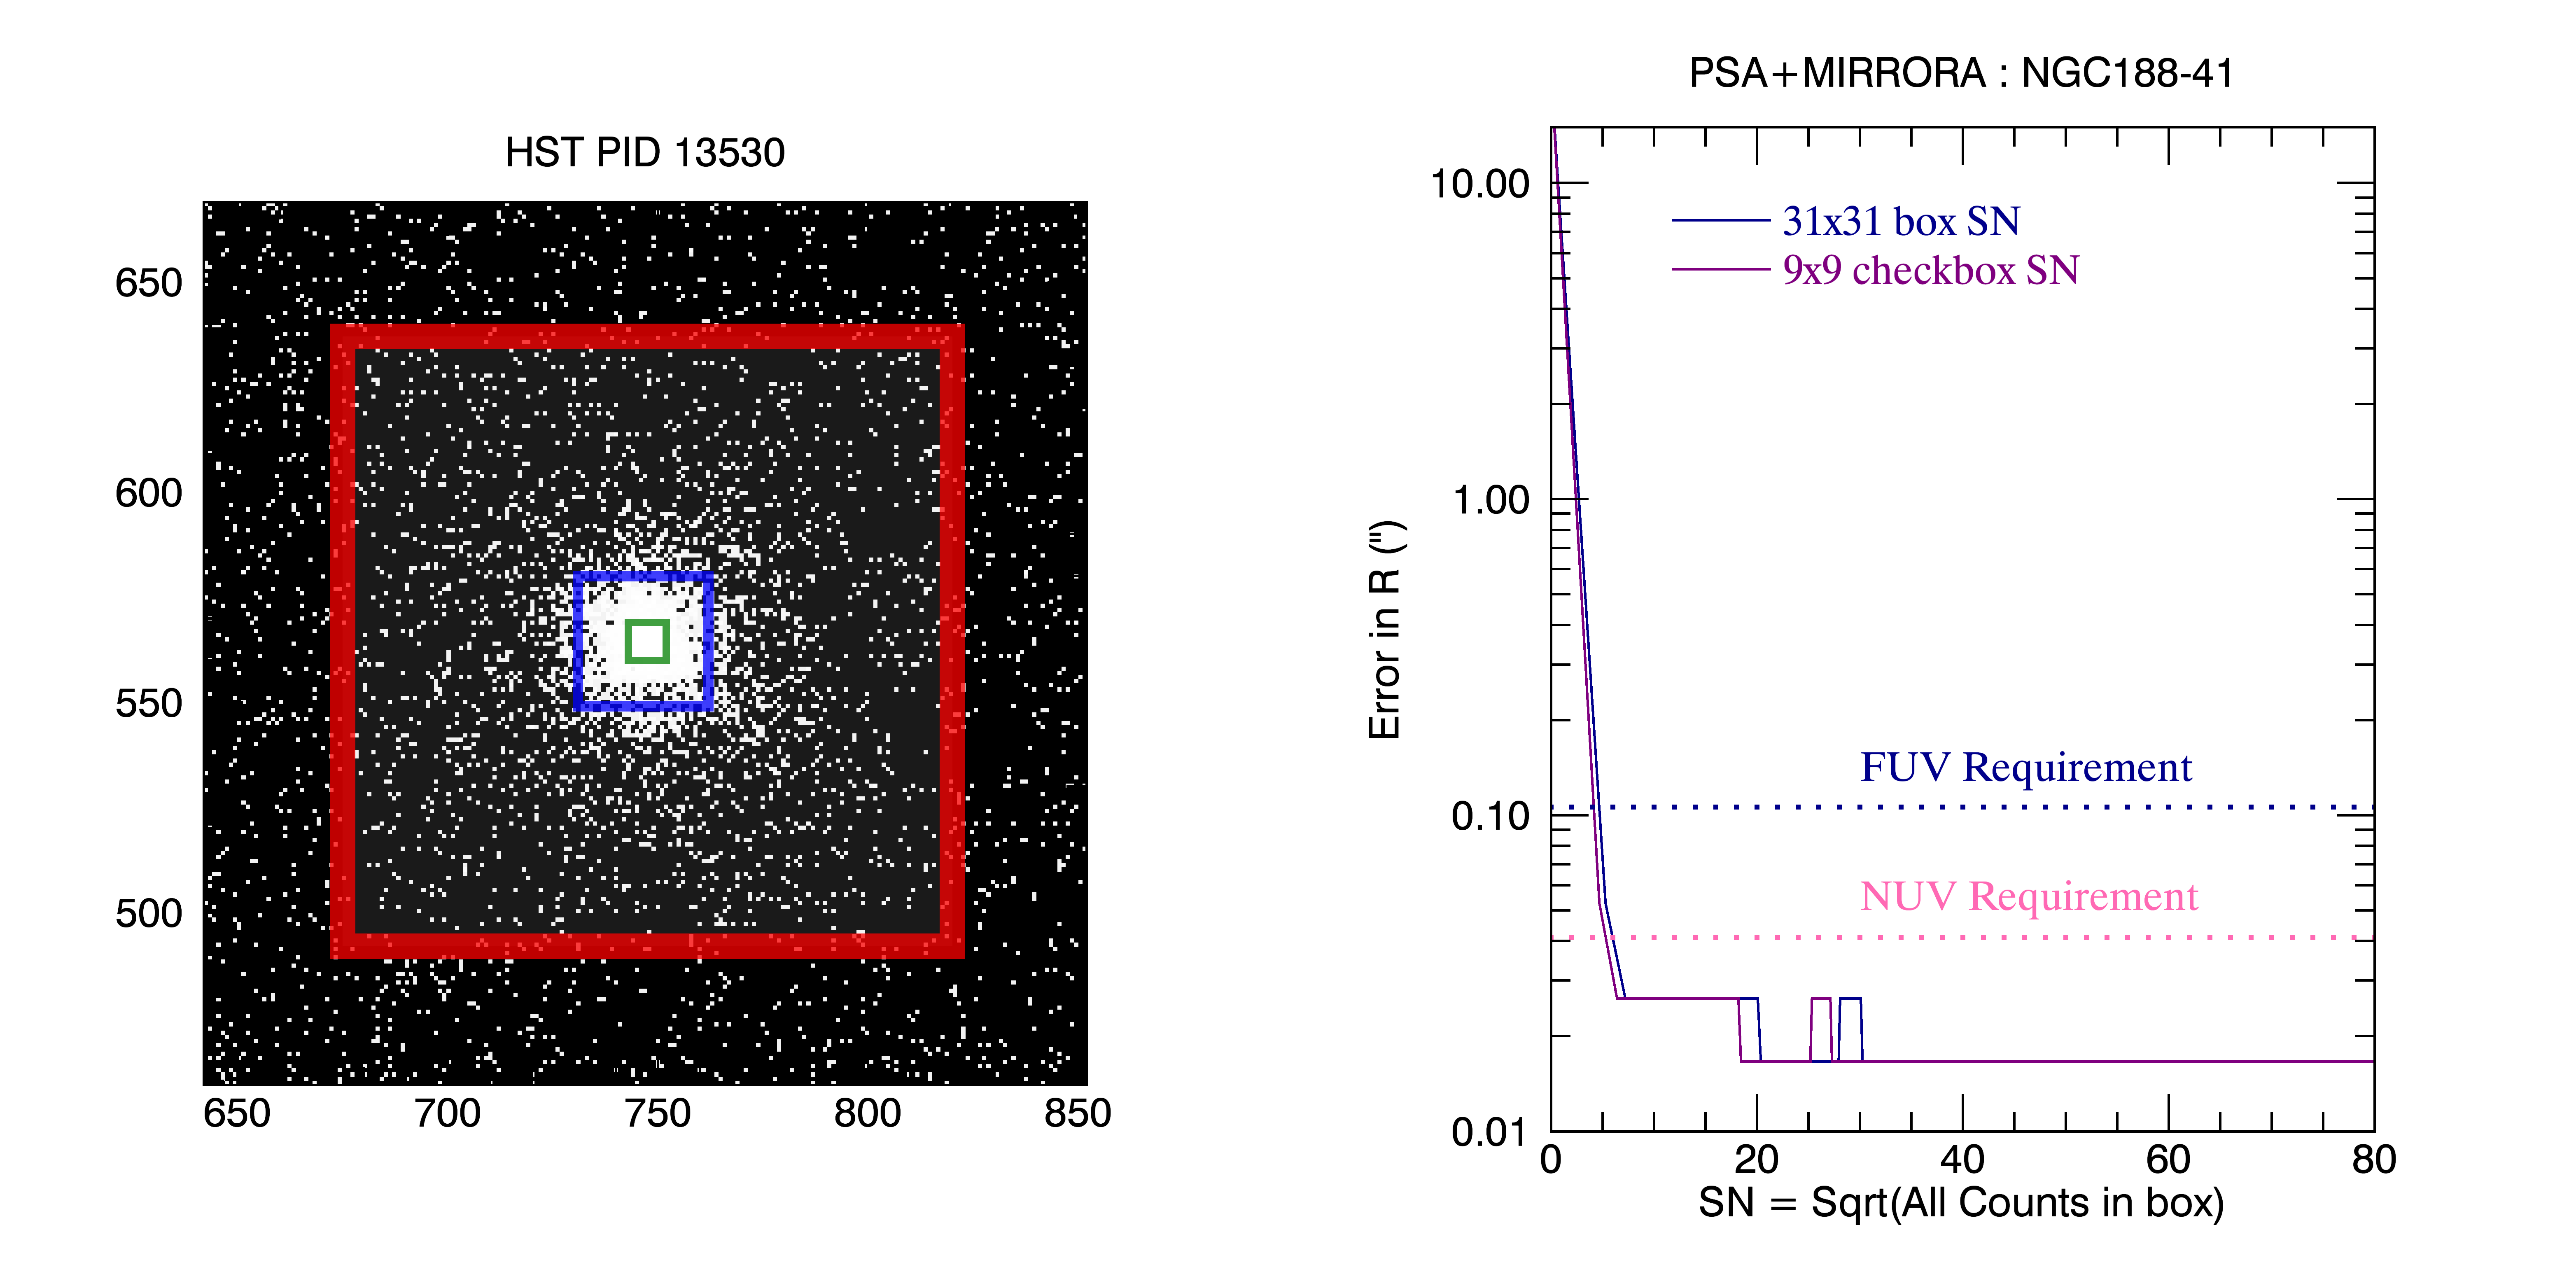 HST PID 13530
650
600
550
500
650 700 750 800 850
PSA+MIRRORA : NGC188-41
10.00
1.00
0.10
0.01
Error in R (")
31x31 box SN
9x9 checkbox SN
FUV Requirement
NUV Requirement
0 20 40 60 80
SN = Sqrt(All Counts in box)